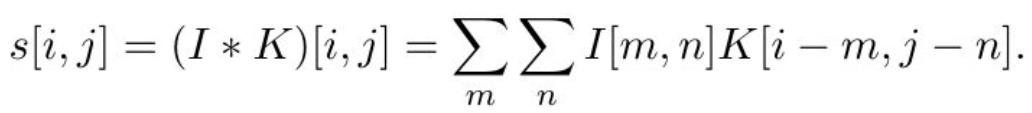 s[i, j] = (I ∗ K)[i, j] = ∑_m ∑_n I[m, n]K[i − m, j − n].